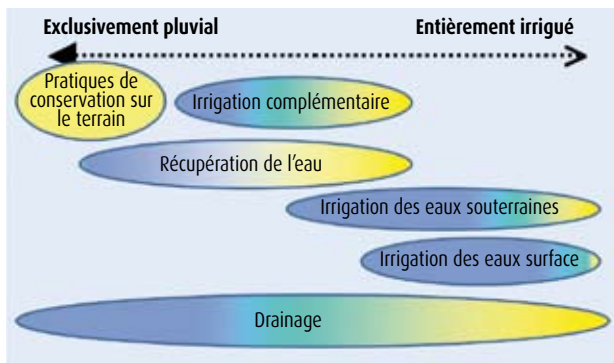 Exclusivement pluvial
Entièrement irrigué
Pratiques de
conservation sur
le terrain
Irrigation complémentaire
Récupération de l'eau
Irrigation des eaux souterraines
Irrigation des eaux surface
Drainage